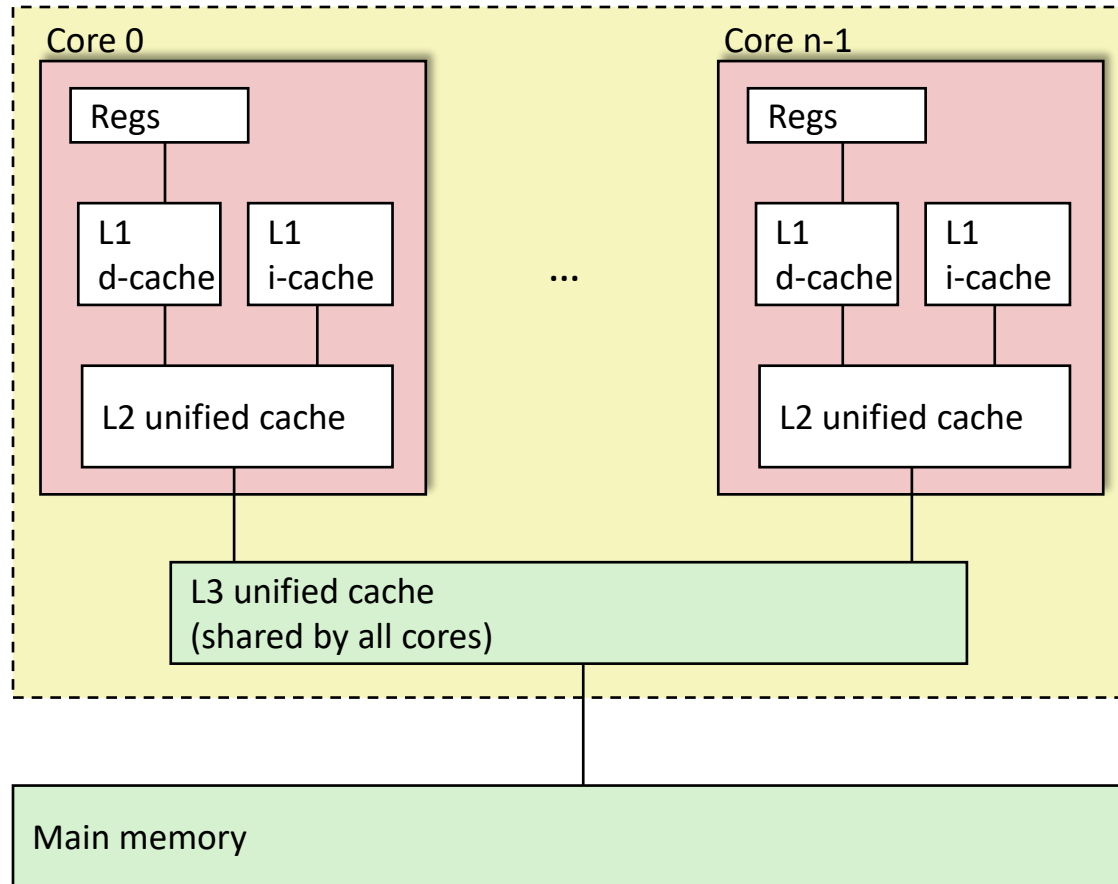 Core 0
Regs
L1
d-cache
L1
i-cache
L2 unified cache
...
Core n-1
Regs
L1
d-cache
L1
i-cache
L2 unified cache
L3 unified cache
(shared by all cores)
Main memory